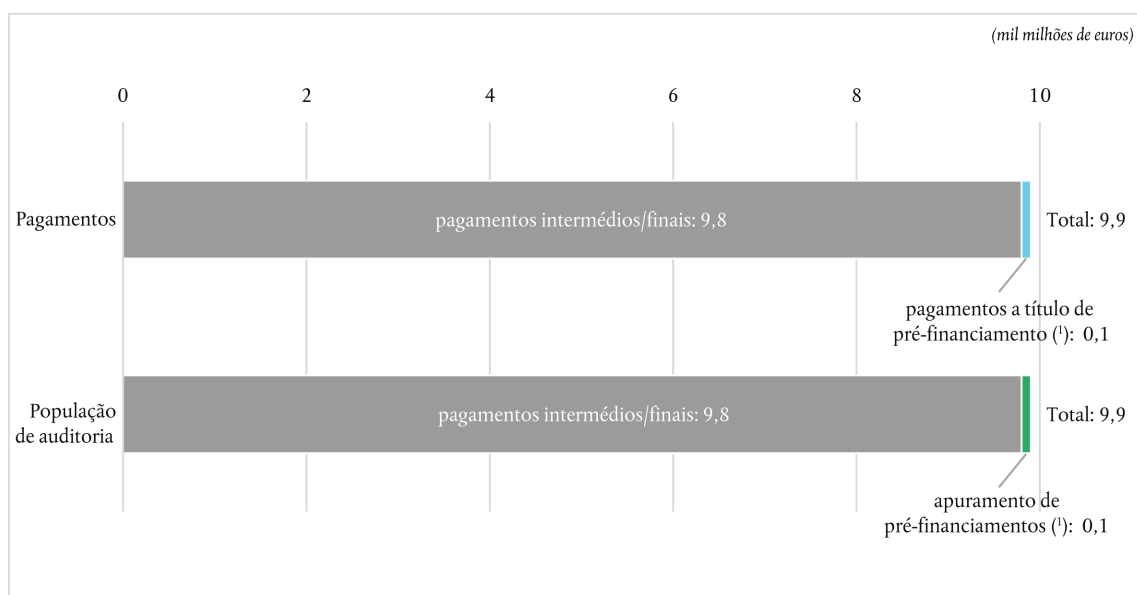 (mil milhões de euros)
0 2 4 6 8 10
Pagamentos
pagamentos intermédios/finais: 9,8
Total: 9,9
pagamentos a título de
pré-financiamento (¹): 0,1
População
de auditoria
pagamentos intermédios/finais: 9,8
Total: 9,9
apuramento de
pré-financiamentos (¹): 0,1